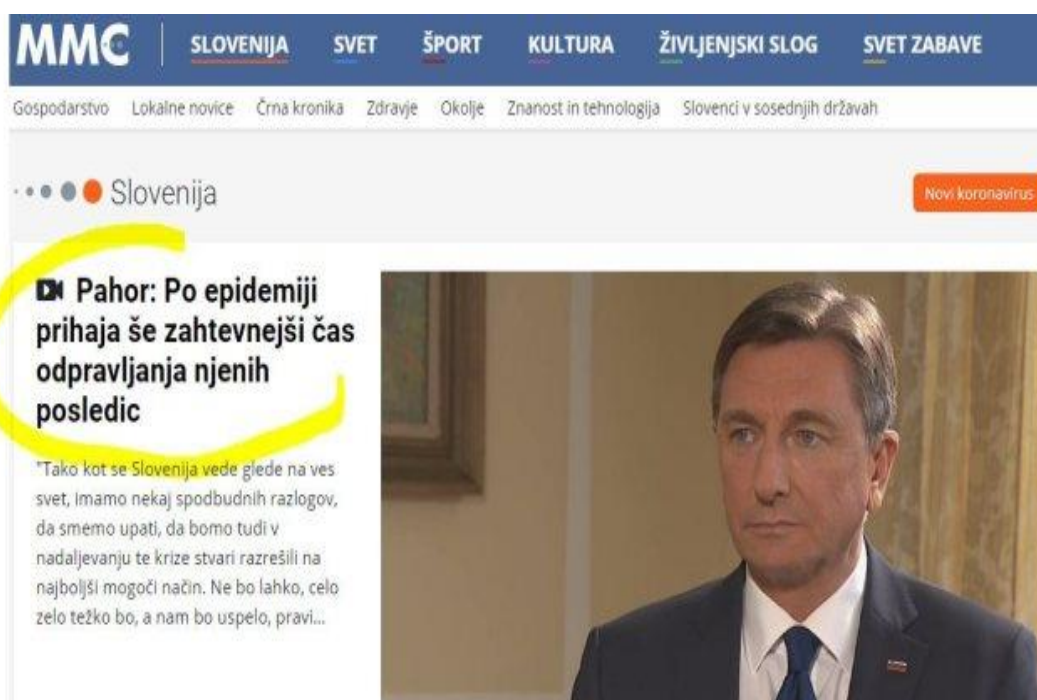 MMC SLOVENIJA SVET ŠPORT KULTURA ŽIVLJENJSKI SLOG SVET ZABAVE
Gospodarstvo Lokalne novice Črna kronika Zdravje Okolje Znanost in tehnologija Slovenci v sosednjih državah
Slovenija
Novi koronavirus
Pahor: Po epidemiji
prihaja še zahtevnejši čas
odpravljanja njenih
posledic
"Tako kot se Slovenija vede glede na ves
svet, imamo nekaj spodbudnih razlogov,
da smemo upati, da bomo tudi v
nadaljevanju te krize stvari razrešili na
najboljši mogoči način. Ne bo lahko, celo
zelo težko bo, a nam bo uspelo, pravi...